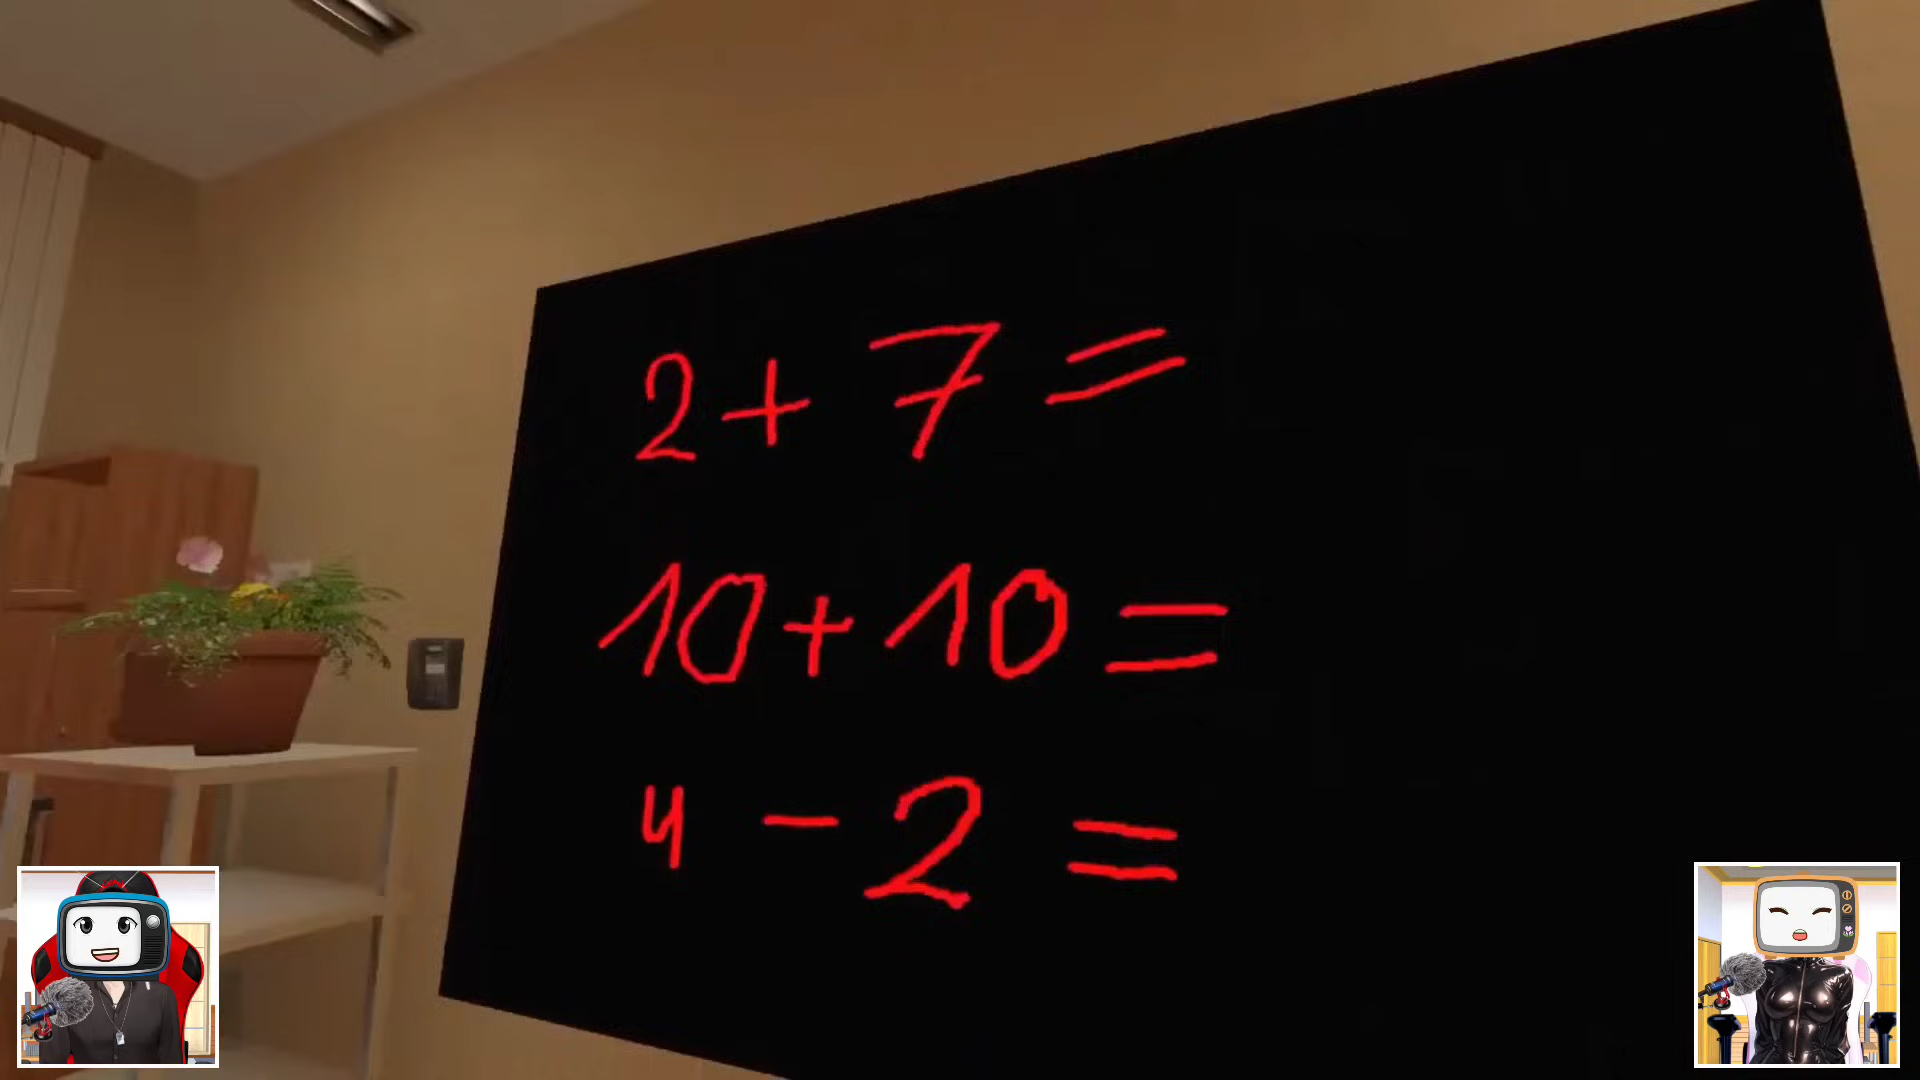 2 + 7 =
10 + 10 =
4 - 2 =